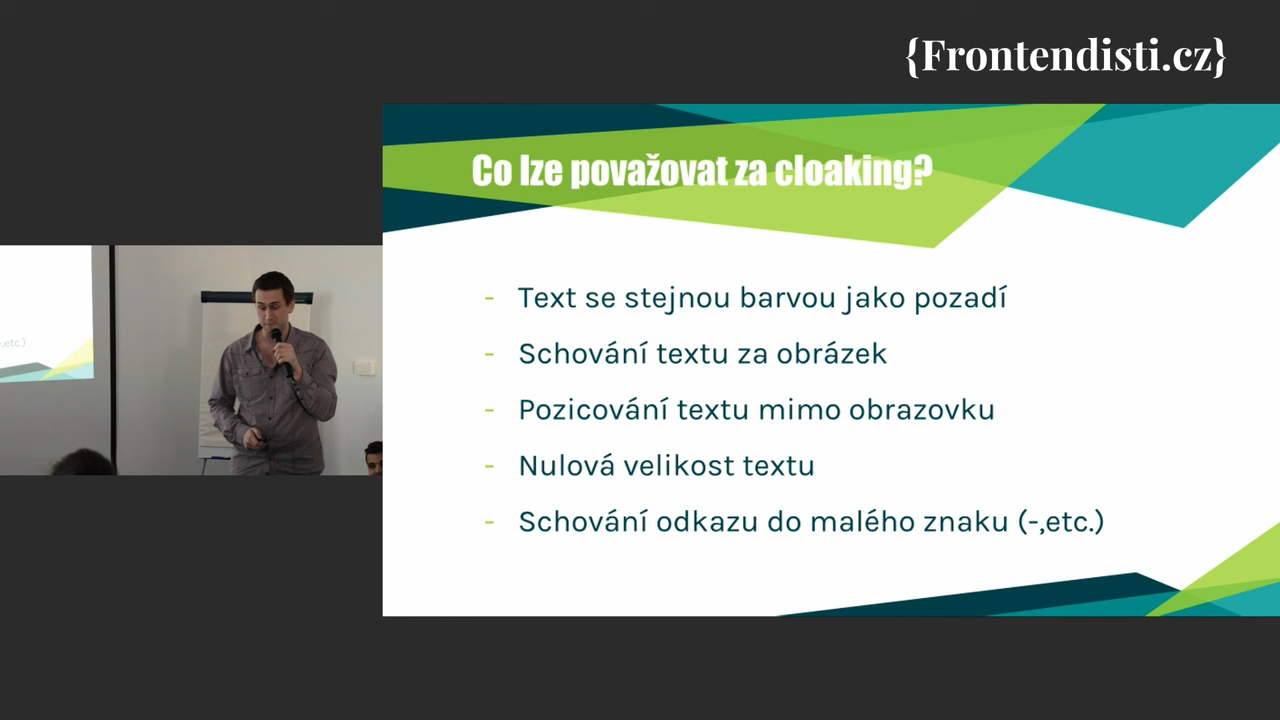 {Frontendisti.cz}
Co lze považovat za cloaking?
- Text se stejnou barvou jako pozadí
- Schování textu za obrázek
- Pozicování textu mimo obrazovku
- Nulová velikost textu
- Schování odkazu do malého znaku (-,etc.)
,etc.)